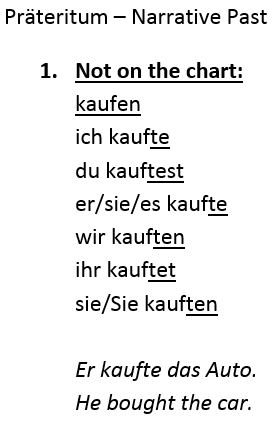 Präteritum – Narrative Past
1. Not on the chart:
kaufen
ich kaufte
du kauftest
er/sie/es kaufte
wir kauften
ihr kauftet
sie/Sie kauften
Er kaufte das Auto.
He bought the car.